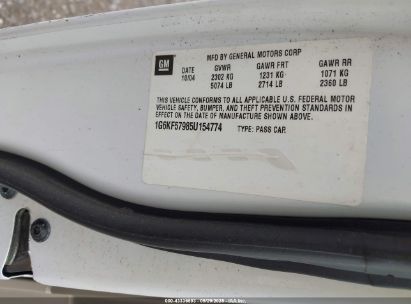 GM
MFD BY GENERAL MOTORS CORP
DATE GVWR GAWR FRT GAWR RR
10/04 2302 KG 1231 KG 1071 KG
5074 LB 2714 LB 2360 LB
THIS VEHICLE CONFORMS TO ALL APPLICABLE U.S. FEDERAL MOTOR
VEHICLE SAFETY, BUMPER, AND THEFT PREVENTION STANDARDS IN
EFFECT ON THE DATE OF MANUFACTURE SHOWN ABOVE.
1G6KF57985U154774 TYPE: PASS CAR.